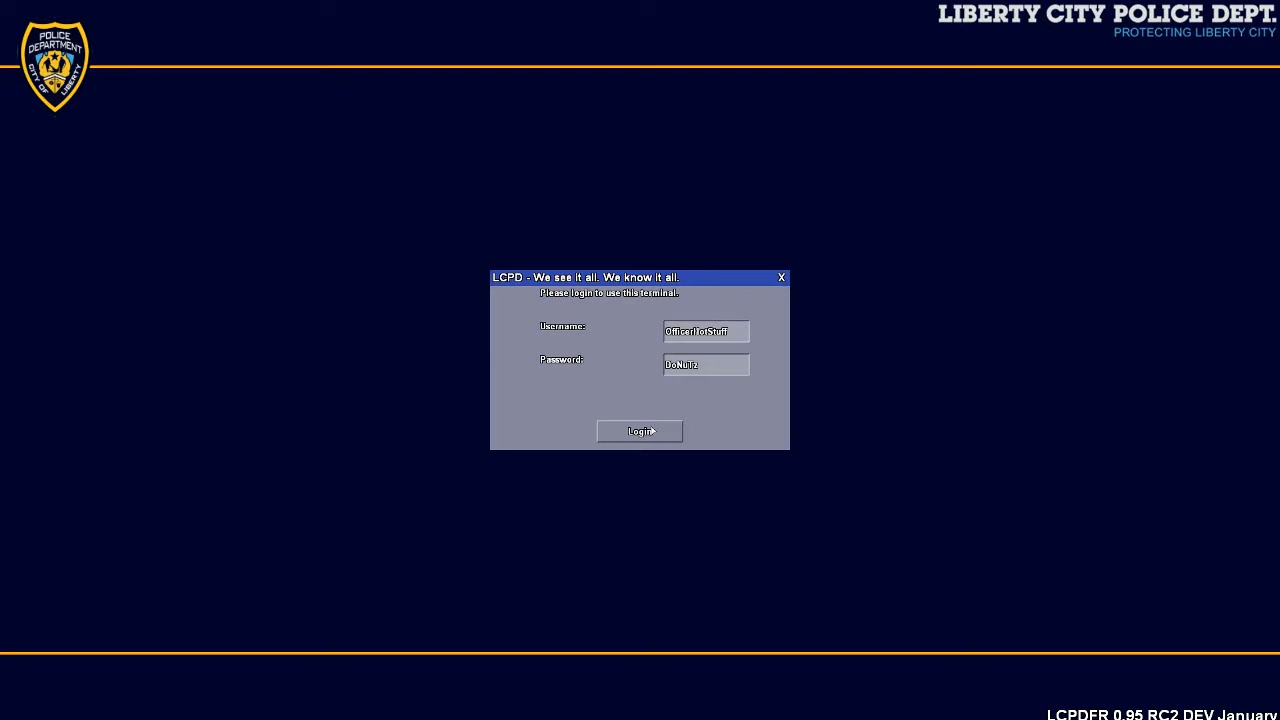 LIBERTY CITY POLICE DEPT.
PROTECTING LIBERTY CITY
POLICE
DEPARTMENT
CITY OF LIBERTY
LCPD - We see it all. We know it all. X
Please login to use this terminal.
Username: OfficerHotStuff
Password: DoNuTz
Login
LCPDFR 0.95 RC2 DEV January